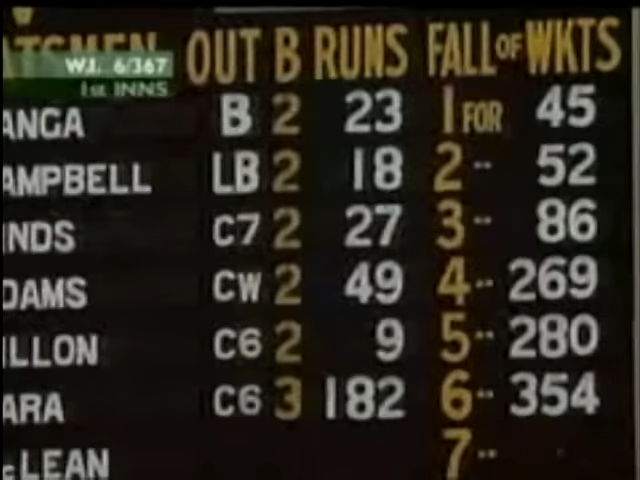 ATSMEN OUT B RUNS FALL OF WKTS
W.I. 6/367
1st INNS
ANGA B 2 23 1 FOR 45
AMPBELL LB 2 18 2 " 52
INDS C7 2 27 3 " 86
DAMS CW 2 49 4 " 269
ILLON C6 2 9 5 " 280
ARA C6 3 182 6 " 354
cLEAN 7 "